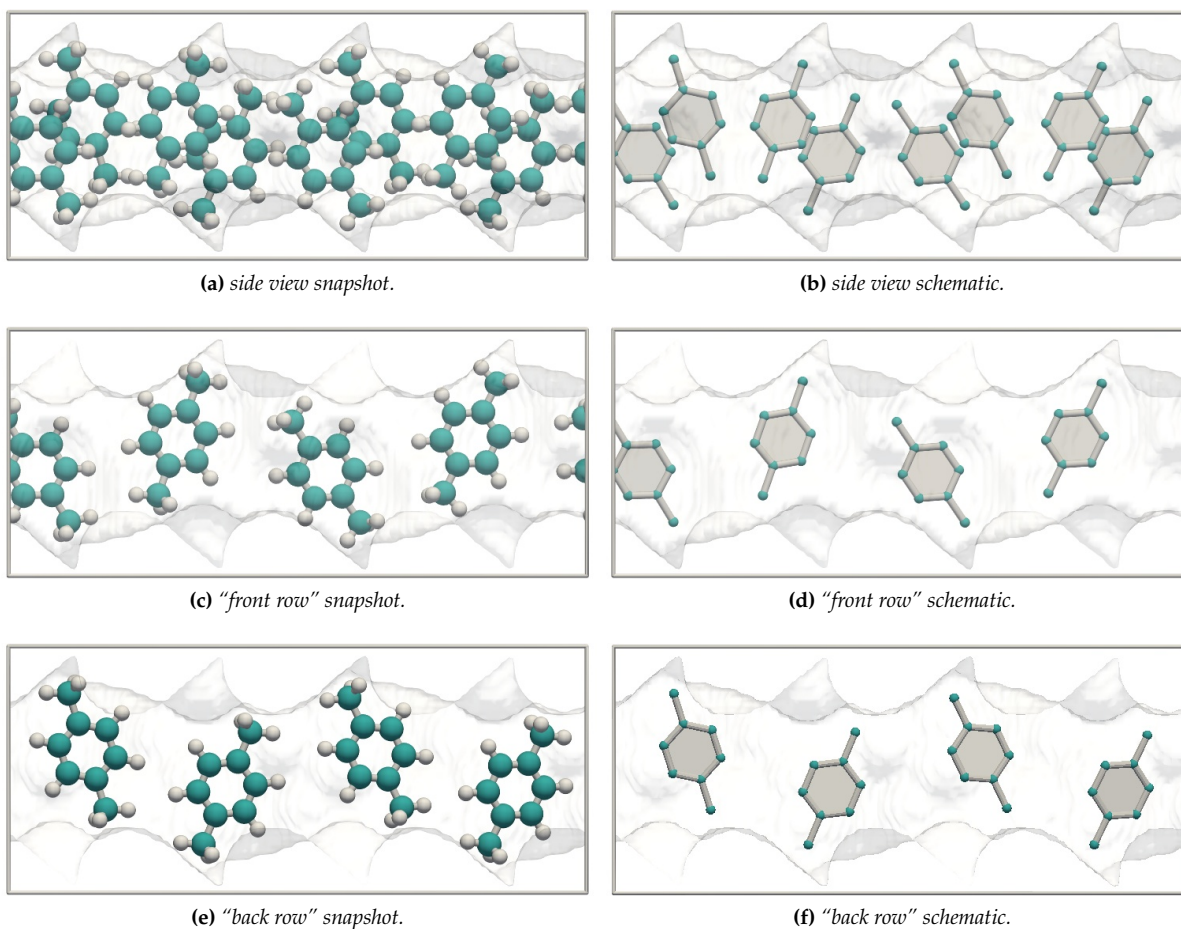 (a) side view snapshot.
(b) side view schematic.
(c) “front row” snapshot.
(d) “front row” schematic.
(e) “back row” snapshot.
(f) “back row” schematic.